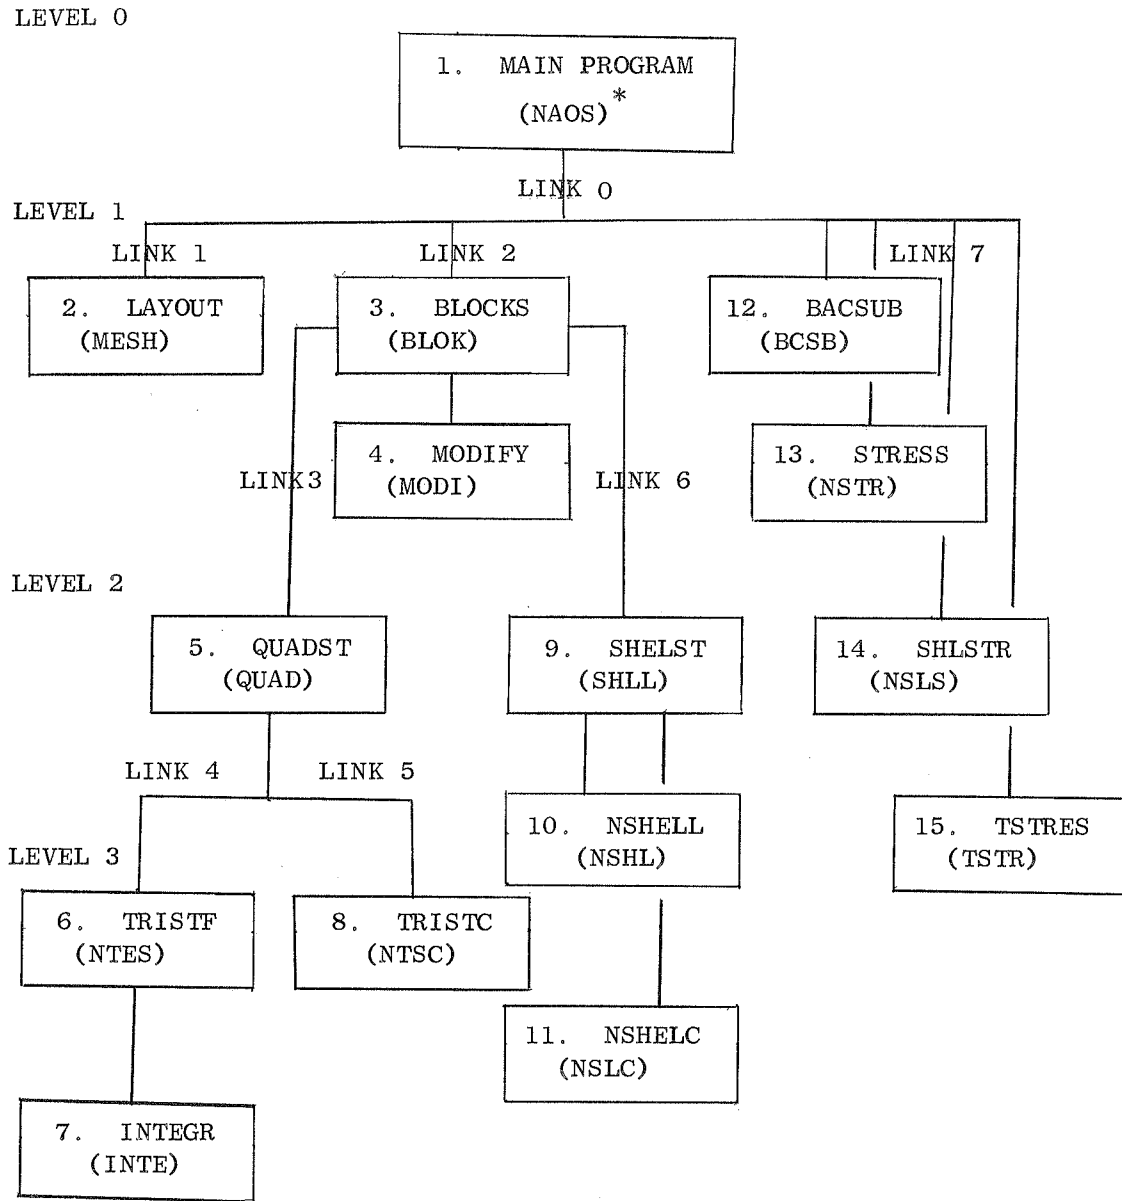 LEVEL 0
1. MAIN PROGRAM
(NAOS)*
LINK 0
LEVEL 1
LINK 1
LINK 2
LINK 7
2. LAYOUT
(MESH)
3. BLOCKS
(BLOK)
12. BACSUB
(BCSB)
4. MODIFY
(MODI)
13. STRESS
(NSTR)
LINK3
LINK 6
LEVEL 2
5. QUADST
(QUAD)
9. SHELST
(SHLL)
14. SHLSTR
(NSLS)
LINK 4
LINK 5
10. NSHELL
(NSHL)
15. TSTRES
(TSTR)
LEVEL 3
6. TRISTF
(NTES)
8. TRISTC
(NTSC)
11. NSHELC
(NSLC)
7. INTEGR
(INTE)